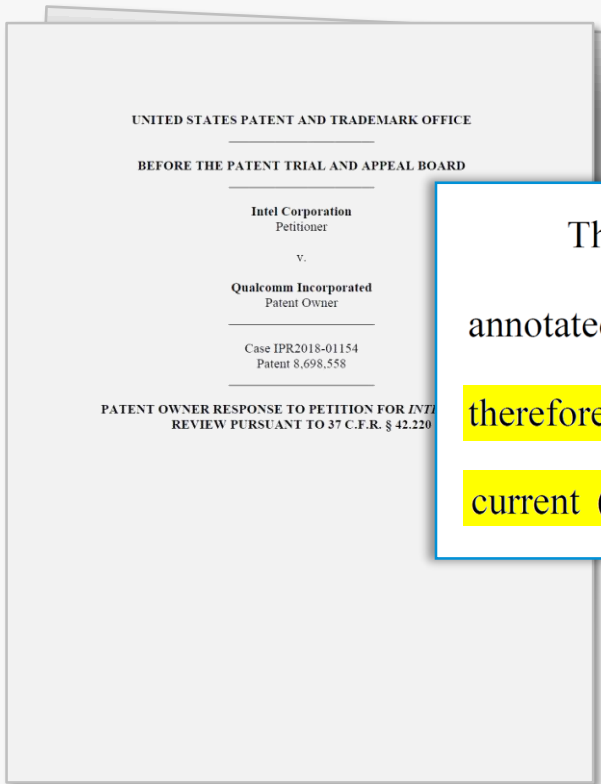 UNITED STATES PATENT AND TRADEMARK OFFICE
BEFORE THE PATENT TRIAL AND APPEAL BOARD
Intel Corporation
Petitioner
v.
Qualcomm Incorporated
Patent Owner
Case IPR2018-01154
Patent 8,698,558
PATENT OWNER RESPONSE TO PETITION FOR
REVIEW PURSUANT TO 37 C.F.R. § 42.220
therefore
current (